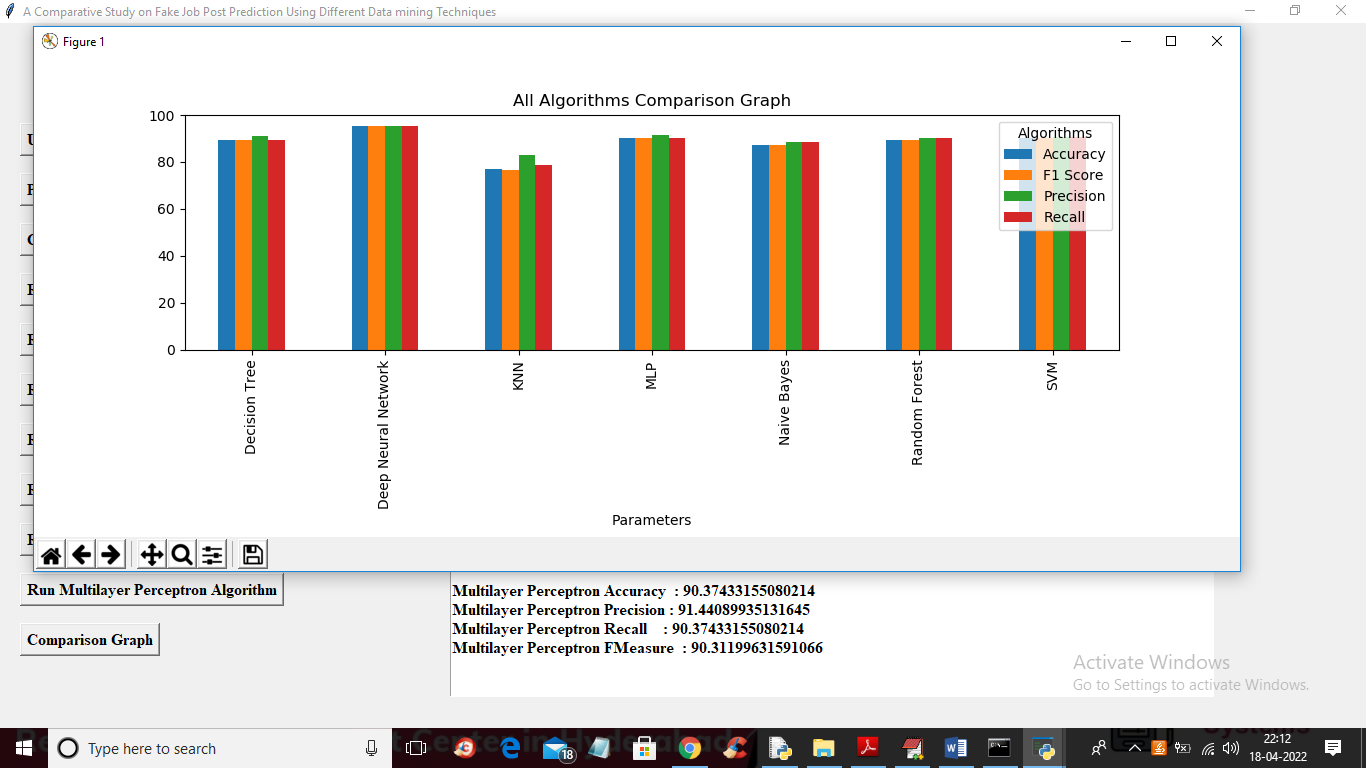 A Comparative Study on Fake Job Post Prediction Using Different Data mining Techniques
Figure 1
All Algorithms Comparison Graph
100
80
60
40
20
0
Algorithms
Accuracy
F1 Score
Precision
Recall
Decision Tree
Deep Neural Network
KNN
MLP
Naive Bayes
Random Forest
SVM
Parameters
Run Multilayer Perceptron Algorithm
Comparison Graph
Multilayer Perceptron Accuracy : 90.37433155080214
Multilayer Perceptron Precision : 91.44089935131645
Multilayer Perceptron Recall : 90.37433155080214
Multilayer Perceptron FMeasure : 90.31199631591066
Activate Windows
Go to Settings to activate Windows.
Type here to search
18
22:12
18-04-2022